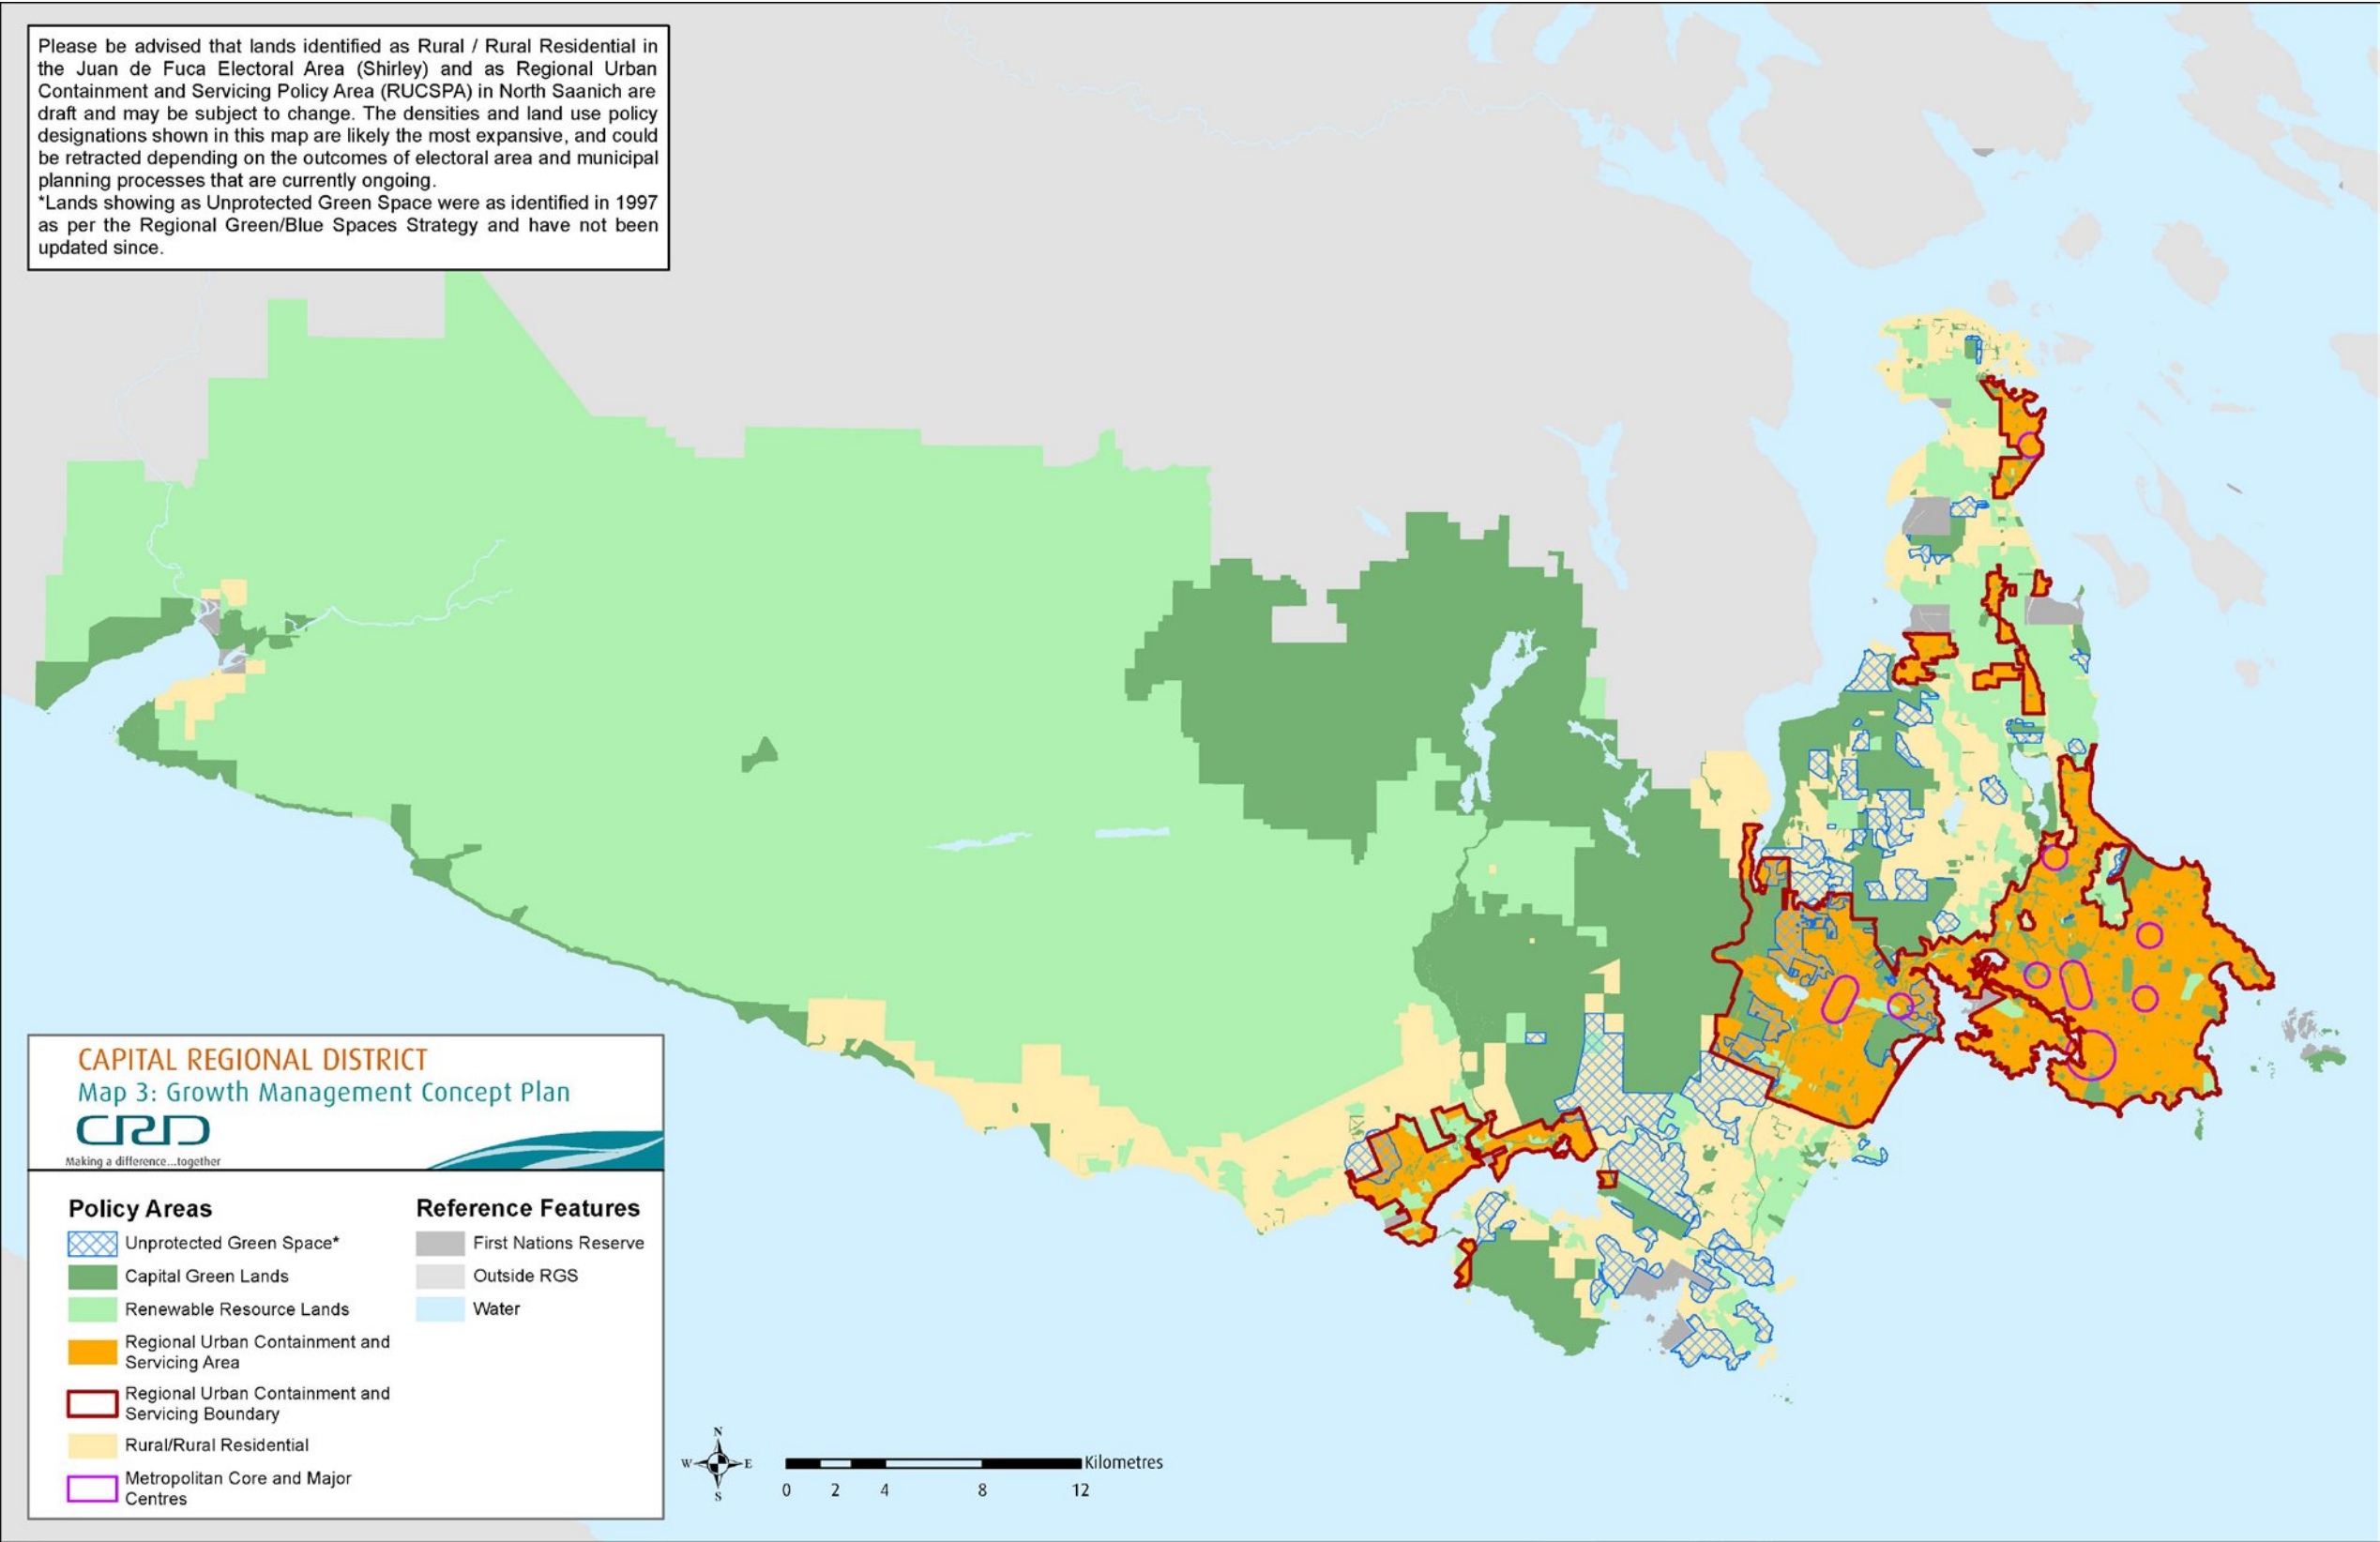 Please be advised that lands identified as Rural / Rural Residential in
the Juan de Fuca Electoral Area (Shirley) and as Regional Urban
Containment and Servicing Policy Area (RUCSPA) in North Saanich are
draft and may be subject to change. The densities and land use policy
designations shown in this map are likely the most expansive, and could
be retracted depending on the outcomes of electoral area and municipal
planning processes that are currently ongoing.
*Lands showing as Unprotected Green Space were as identified in 1997
as per the Regional Green/Blue Spaces Strategy and have not been
updated since.
CAPITAL REGIONAL DISTRICT
Map 3: Growth Management Concept Plan
CRD
Making a difference...together
Policy Areas
Unprotected Green Space*
Capital Green Lands
Renewable Resource Lands
Regional Urban Containment and
Servicing Area
Regional Urban Containment and
Servicing Boundary
Rural/Rural Residential
Metropolitan Core and Major
Centres
Reference Features
First Nations Reserve
Outside RGS
Water
N
W E
S
Kilometres
0 2 4 8 12